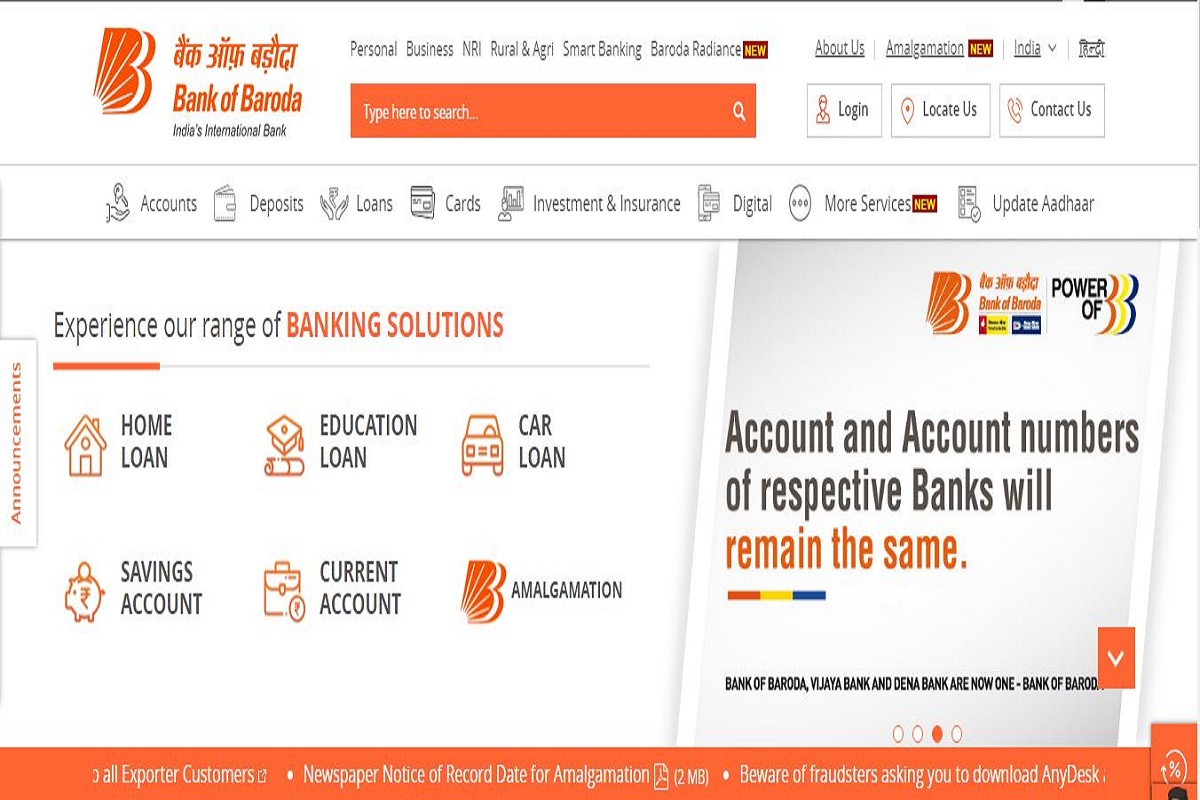 बैंक ऑफ़ बड़ौदा
Bank of Baroda
India's International Bank
Personal Business NRI Rural & Agri Smart Banking Baroda Radiance NEW
About Us Amalgamation NEW India हिन्दी
Type here to search...
Login Locate Us Contact Us
Accounts Deposits Loans Cards Investment & Insurance Digital More Services NEW Update Aadhaar
Announcements
Experience our range of BANKING SOLUTIONS
HOME
LOAN
EDUCATION
LOAN
CAR
LOAN
SAVINGS
ACCOUNT
CURRENT
ACCOUNT
AMALGAMATION
बैंक ऑफ़ बड़ौदा
Bank of Baroda
POWER
OF
Account and Account numbers
of respective Banks will
remain the same.
BANK OF BARODA, VIJAYA BANK AND DENA BANK ARE NOW ONE - BANK OF BAROD
all Exporter Customers • Newspaper Notice of Record Date for Amalgamation (2 MB) • Beware of fraudsters asking you to download AnyDesk
%